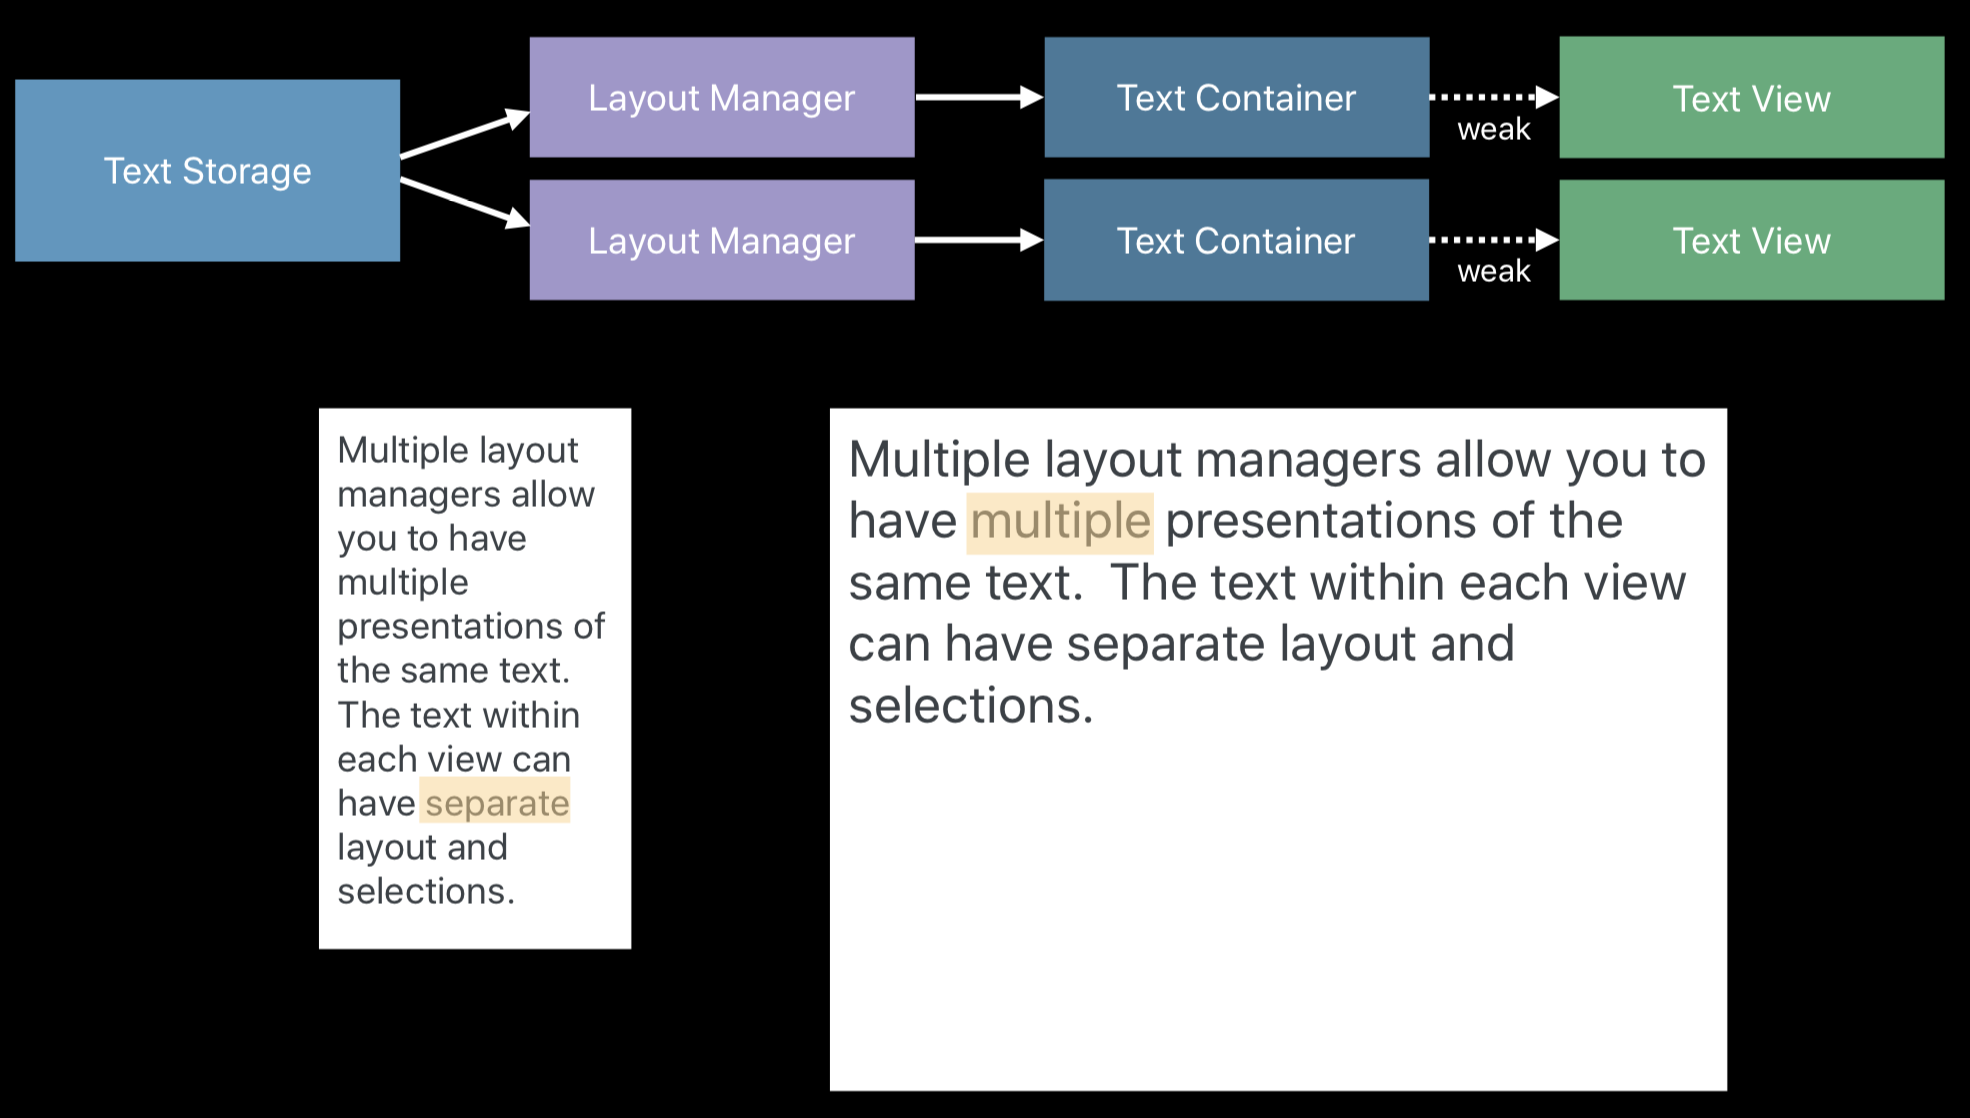 Text Storage
Layout Manager
Text Container
weak
Text View
Layout Manager
Text Container
weak
Text View
Multiple layout
managers allow
you to have
multiple
presentations of
the same text.
The text within
each view can
have separate
layout and
selections.
Multiple layout managers allow you to
have multiple presentations of the
same text.  The text within each view
can have separate layout and
selections.